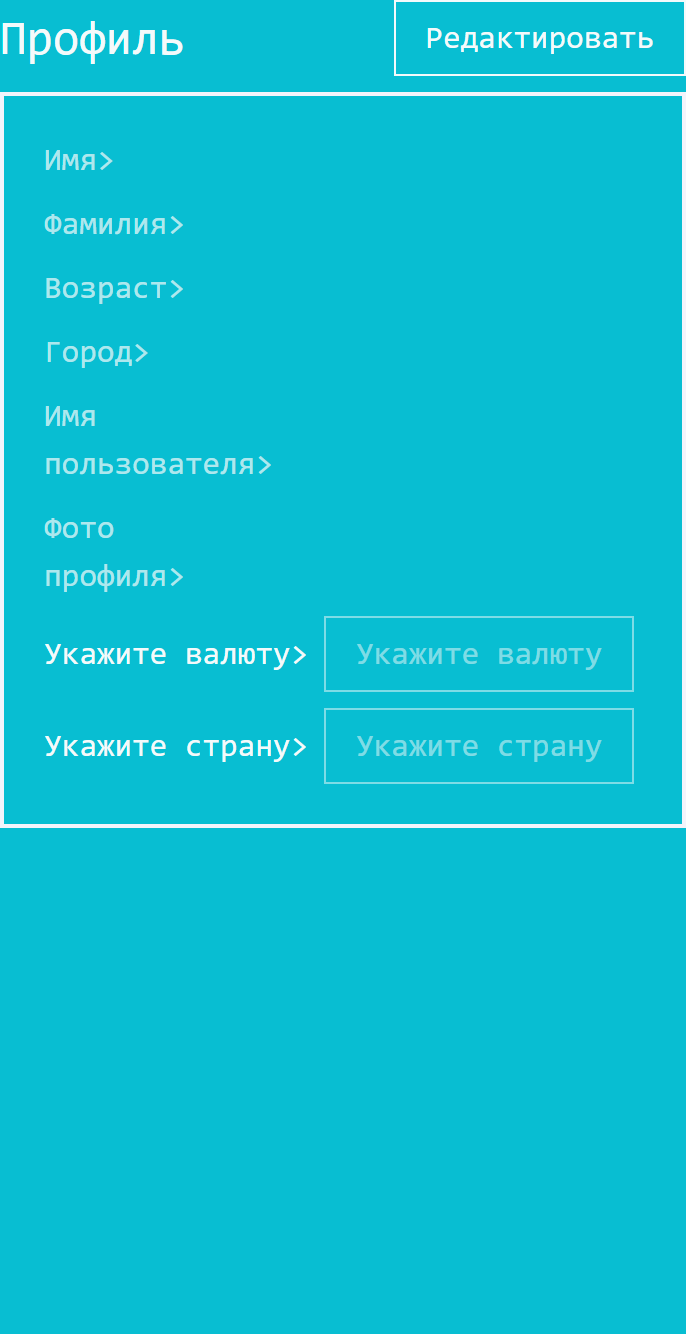 Профиль
Редактировать
Имя>
Фамилия>
Возраст>
Город>
Имя
пользователя>
Фото
профиля>
Укажите валюту> Укажите валюту
Укажите страну> Укажите страну